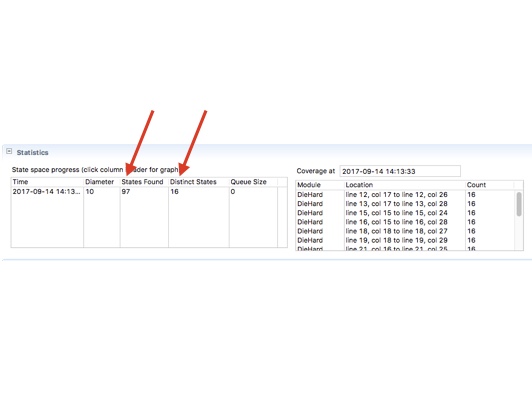 Statistics
State space progress (click column header for graph)
Time Diameter States Found Distinct States Queue Size
2017-09-14 14:13... 10 97 16 0
Coverage at 2017-09-14 14:13:33
Module Location Count
DieHard line 12, col 17 to line 12, col 26 16
DieHard line 13, col 17 to line 13, col 28 16
DieHard line 15, col 15 to line 15, col 24 16
DieHard line 16, col 15 to line 16, col 28 16
DieHard line 18, col 18 to line 18, col 27 16
DieHard line 19, col 18 to line 19, col 29 16
DieHard line 21, col 16 to line 21, col 25 16